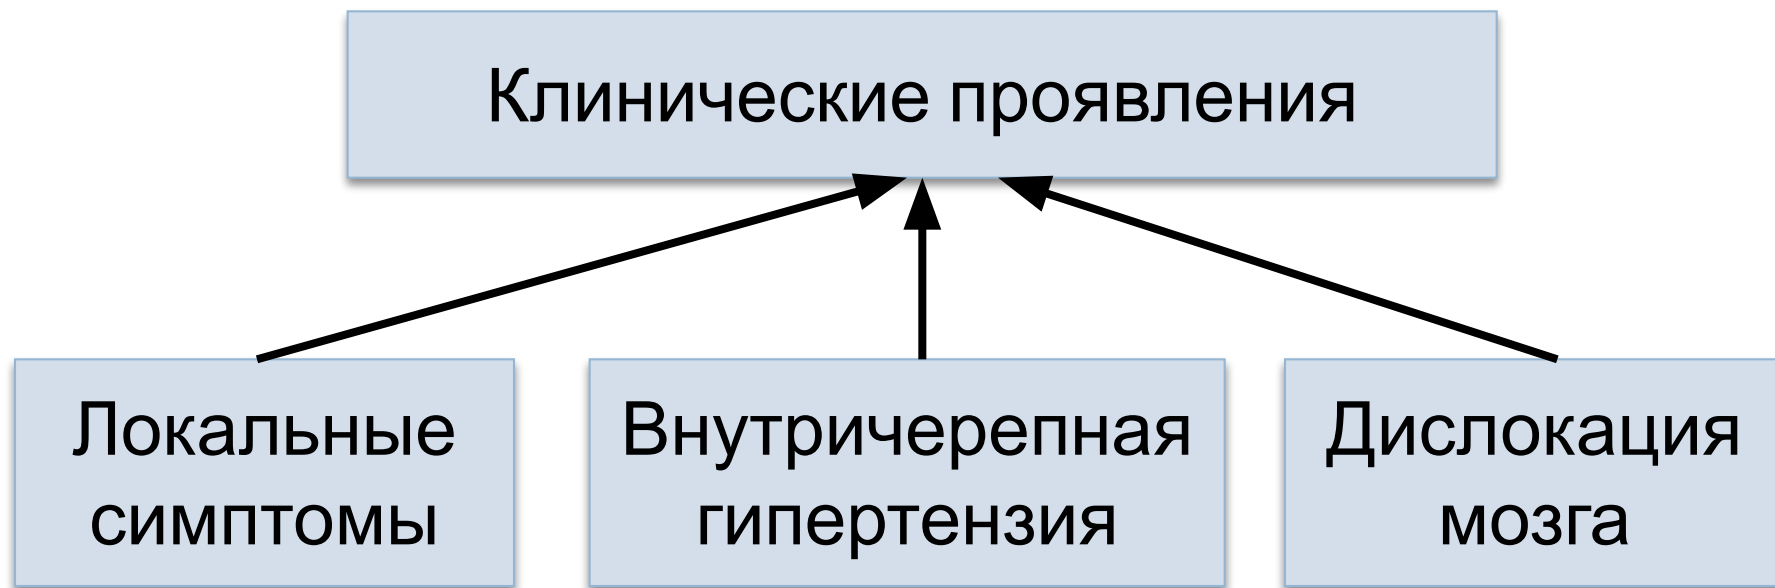 Клинические проявления
Локальные
симптомы
Внутричерепная
гипертензия
Дислокация
мозга